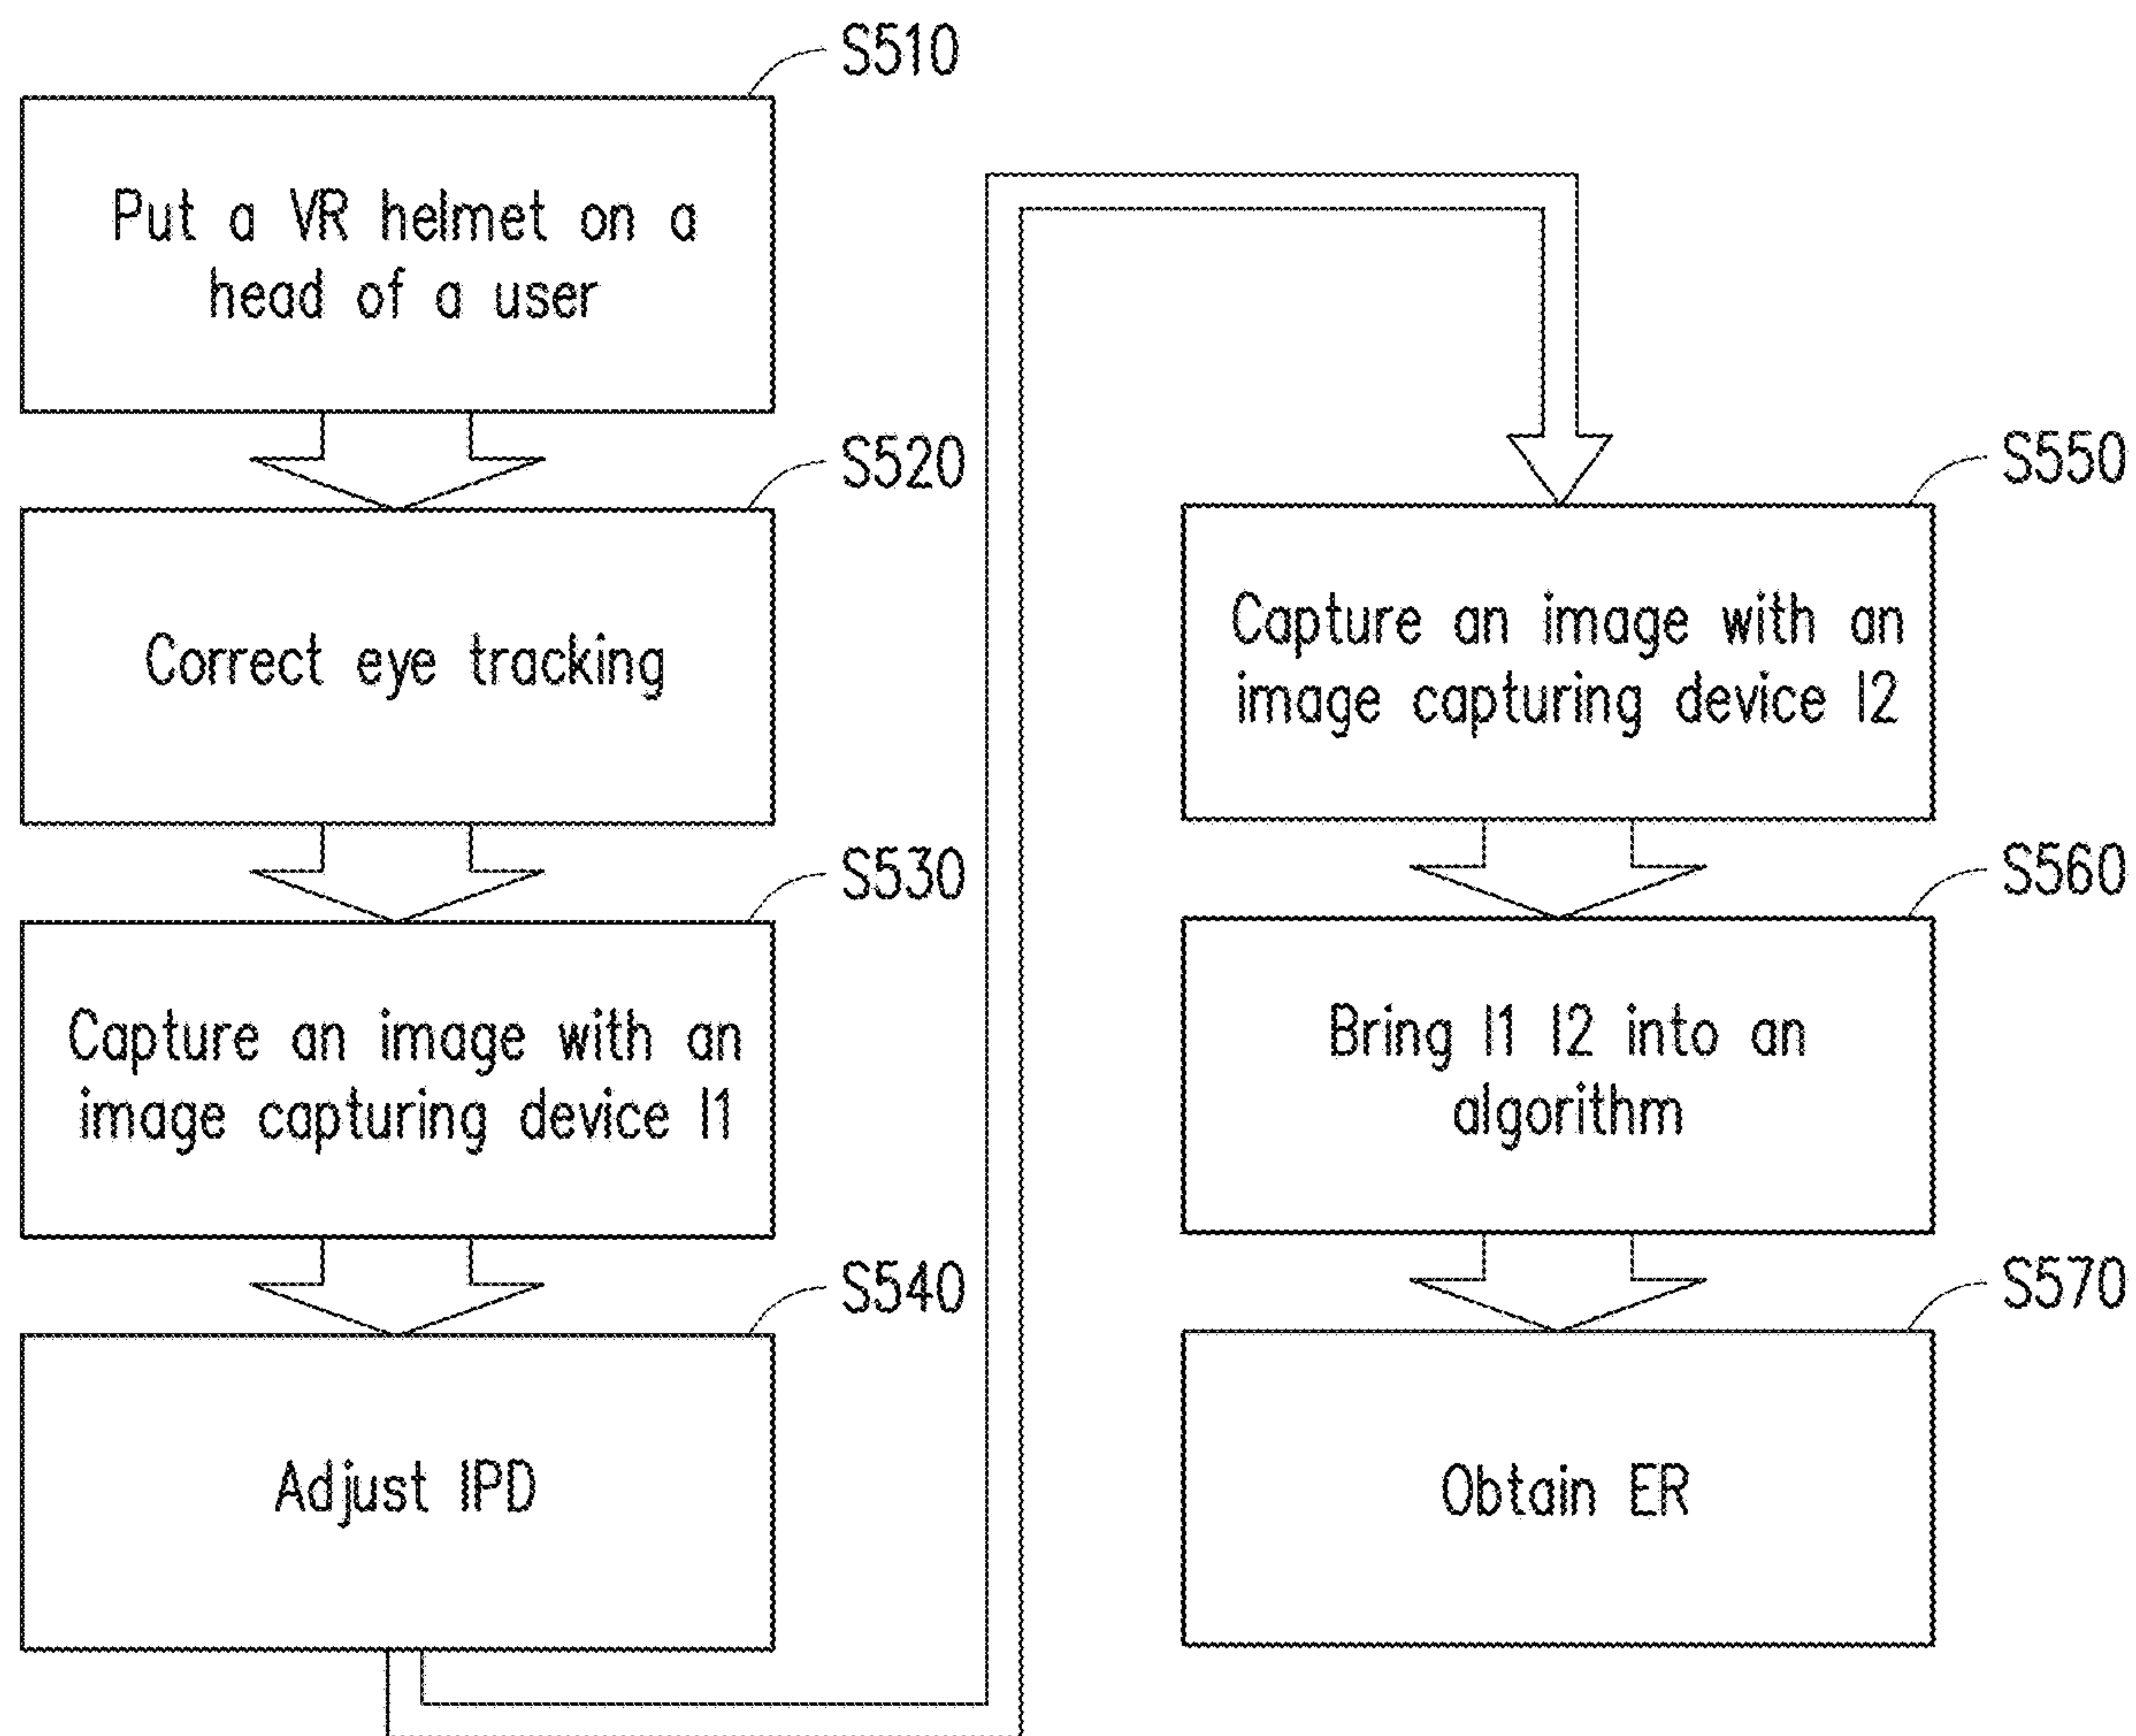 S510
Put a VR helmet on a
head of a user
S520
Correct eye tracking
S530
Capture an image with an
image capturing device I1
S540
Adjust IPD
S550
Capture an image with an
image capturing device I2
S560
Bring I1 I2 into an
algorithm
S570
Obtain ER